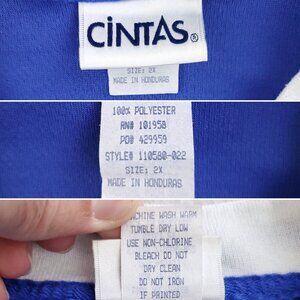 CiNTAS®
SIZE: 2X
MADE IN HONDURAS
100% POLYESTER
RN# 101958
PO# 429959
STYLE# 110580-022
SIZE: 2X
MADE IN HONDURAS
MACHINE WASH WARM
TUMBLE DRY LOW
USE NON-CHLORINE
BLEACH DO NOT
DRY CLEAN
DO NOT IRON
IF PRINTED